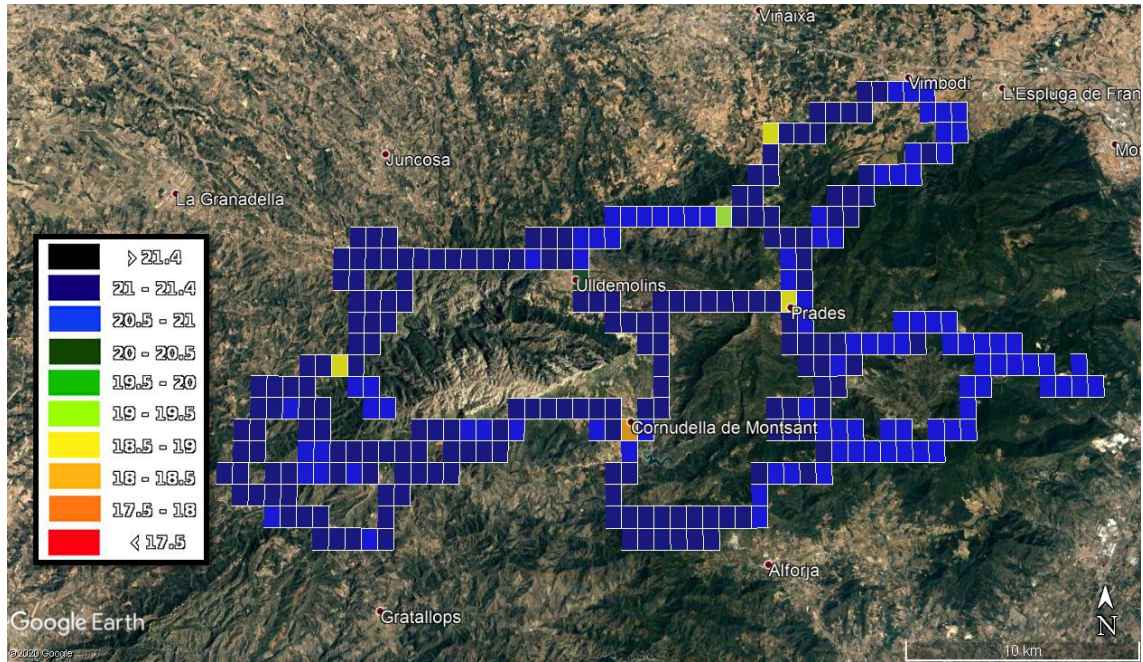 Vinaixa
Vimbodí
L'Espluga de Fran
Mon
Juncosa
La Granadella
> 21.4
21 - 21.4
20.5 - 21
20 - 20.5
19.5 - 20
19 - 19.5
18.5 - 19
18 - 18.5
17.5 - 18
< 17.5
Ulldemolins
Prades
Cornudella de Montsant
Alforja
Gratallops
Google Earth
N
©2020 Google
10 km